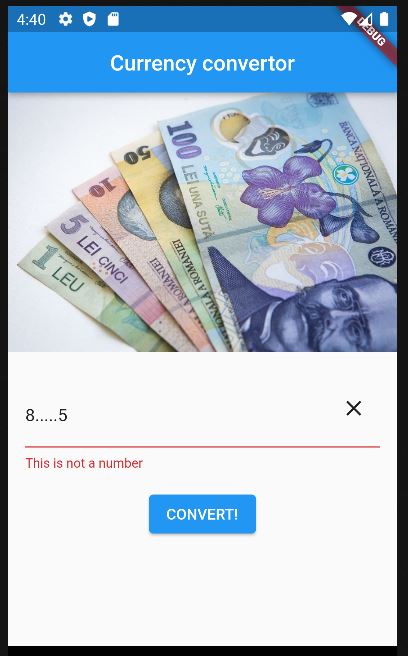 4:40
DEBUG
Currency convertor
100 LEI UNA SUTĂ
BANCA NAȚIONALĂ A ROMÂNIEI
50
10
5
LEI CINCI
1
LEU
A ROMÂNIEI
8.....5
This is not a number
CONVERT!